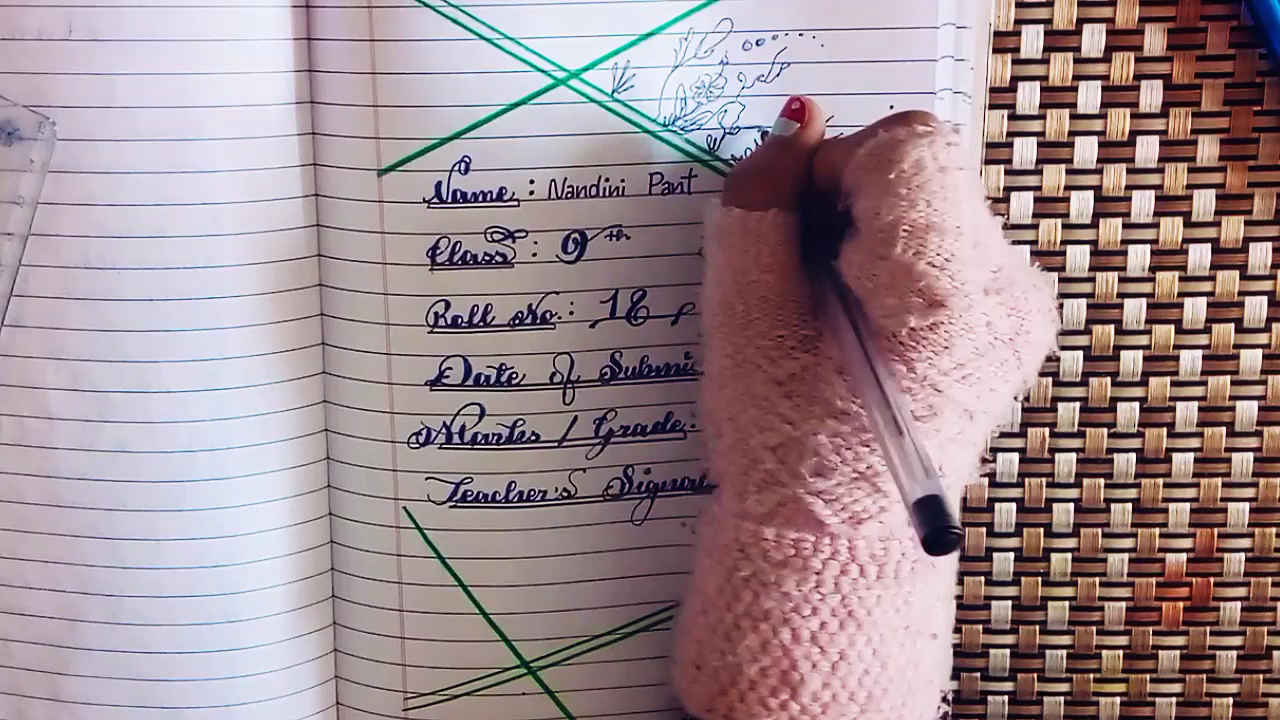 Name : Nandini Pant
Class : 9th
Roll No. : 18
Date of Submi
Marks / Grade :
Teacher's Signat